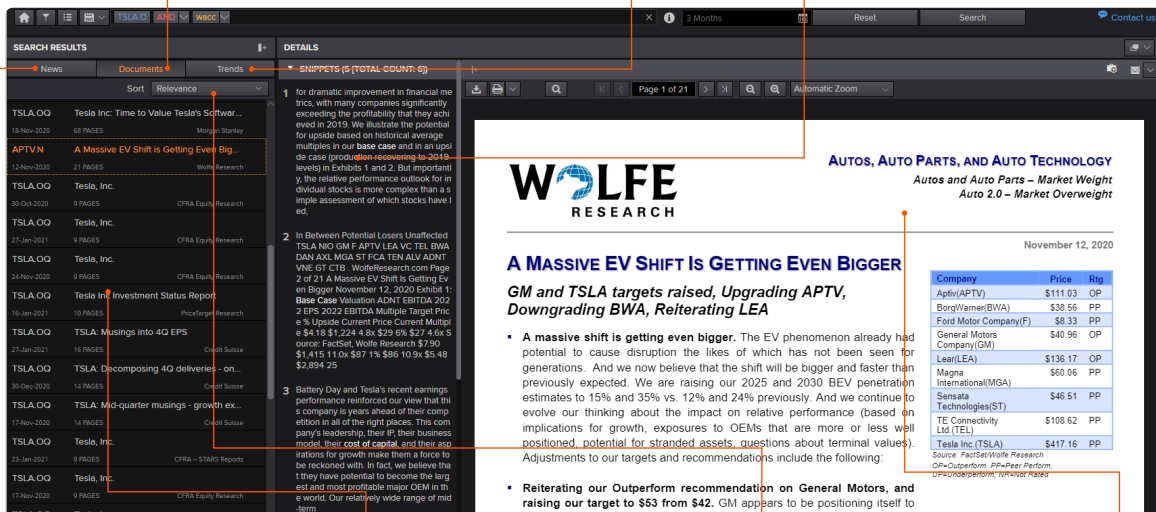 TSLA.O AND wacc
3 Months
Reset
Search
Contact us
SEARCH RESULTS
News
Documents
Trends
Sort
Relevance
TSLA.OQ Tesla Inc: Time to Value Tesla's Softwar...
18-Nov-2020 68 PAGES Morgan Stanley
APTV.N A Massive EV Shift is Getting Even Big...
12-Nov-2020 21 PAGES Wolfe Research
TSLA.OQ Tesla, Inc.
30-Oct-2020 9 PAGES CFRA Equity Research
TSLA.OQ Tesla, Inc.
27-Jan-2021 9 PAGES CFRA Equity Research
TSLA.OQ Tesla, Inc.
24-Nov-2020 9 PAGES CFRA Equity Research
TSLA.OQ Tesla Inc Investment Status Report
16-Jan-2021 10 PAGES PriceTarget Research
TSLA.OQ TSLA: Musings into 4Q EPS
27-Jan-2021 16 PAGES Credit Suisse
TSLA.OQ TSLA: Decomposing 4Q deliveries - on...
30-Dec-2020 14 PAGES Credit Suisse
TSLA.OQ TSLA: Mid-quarter musings - growth ex...
17-Nov-2020 14 PAGES Credit Suisse
TSLA.OQ Tesla, Inc.
23-Jan-2021 9 PAGES CFRA – STARS Reports
TSLA.OQ Tesla, Inc.
17-Nov-2020 9 PAGES CFRA Equity Research
DETAILS
SNIPPETS (5 [TOTAL COUNT: 6])
1 for dramatic improvement in financial me
trics, with many companies significantly
exceeding the profitability that they achi
eved in 2019. We illustrate the potential
for upside based on historical average
multiples in our base case and in an upsi
de case (production recovering to 2019
levels) in Exhibits 1 and 2. But importantl
y, the relative performance outlook for in
dividual stocks is more complex than a s
imple assessment of which stocks have l
ed,
2 In Between Potential Losers Unaffected
TSLA NIO GM F APTV LEA VC TEL BWA
DAN AXL MGA ST FCA TEN ALV ADNT
VNE GT CTB . WolfeResearch.com Page
2 of 21 A Massive EV Shift Is Getting Ev
en Bigger November 12, 2020 Exhibit 1:
Base Case Valuation ADNT EBITDA 202
2 EPS 2022 EBITDA Multiple Target Pric
e % Upside Current Price Current Multipl
e $4.18 $1,224 4.8x $29 6% $27 4.6x S
ource: FactSet, Wolfe Research $7.90
$1,415 11.0x $87 1% $86 10.9x $5.48
$2,894 25
3 Battery Day and Tesla's recent earnings
performance reinforced our view that thi
s company is years ahead of their comp
etition in all of the right places. This com
pany's leadership, their IP, their business
model, their cost of capital, and their asp
irations for growth make them a force to
be reckoned with. In fact, we believe tha
t they have potential to become the larg
est and most profitable major OEM in th
e world. Our relatively wide range of mid
-term
Page 1 of 21
Automatic Zoom
WOLFE
RESEARCH
AUTOS, AUTO PARTS, AND AUTO TECHNOLOGY
Autos and Auto Parts – Market Weight
Auto 2.0 – Market Overweight
November 12, 2020
A MASSIVE EV SHIFT IS GETTING EVEN BIGGER
GM and TSLA targets raised, Upgrading APTV,
Downgrading BWA, Reiterating LEA
▪ A massive shift is getting even bigger. The EV phenomenon already had
potential to cause disruption the likes of which has not been seen for
generations. And we now believe that the shift will be bigger and faster than
previously expected. We are raising our 2025 and 2030 BEV penetration
estimates to 15% and 35% vs. 12% and 24% previously. And we continue to
evolve our thinking about the impact on relative performance (based on
implications for growth, exposures to OEMs that are more or less well
positioned, potential for stranded assets, questions about terminal values).
Adjustments to our targets and recommendations include the following:
▪ Reiterating our Outperform recommendation on General Motors, and
raising our target to $53 from $42. GM appears to be positioning itself to
Company Price Rtg
Aptiv(APTV) $111.03 OP
BorgWarner(BWA) $38.56 PP
Ford Motor Company(F) $8.33 PP
General Motors $40.96 OP
Company(GM)
Lear(LEA) $136.17 OP
Magna $60.06 PP
International(MGA)
Sensata $46.51 PP
Technologies(ST)
TE Connectivity $108.62 PP
Ltd.(TEL)
Tesla Inc.(TSLA) $417.16 PP
Source: FactSet/Wolfe Research
OP=Outperform, PP=Peer Perform,
UP=Underperform, NR=Not Rated